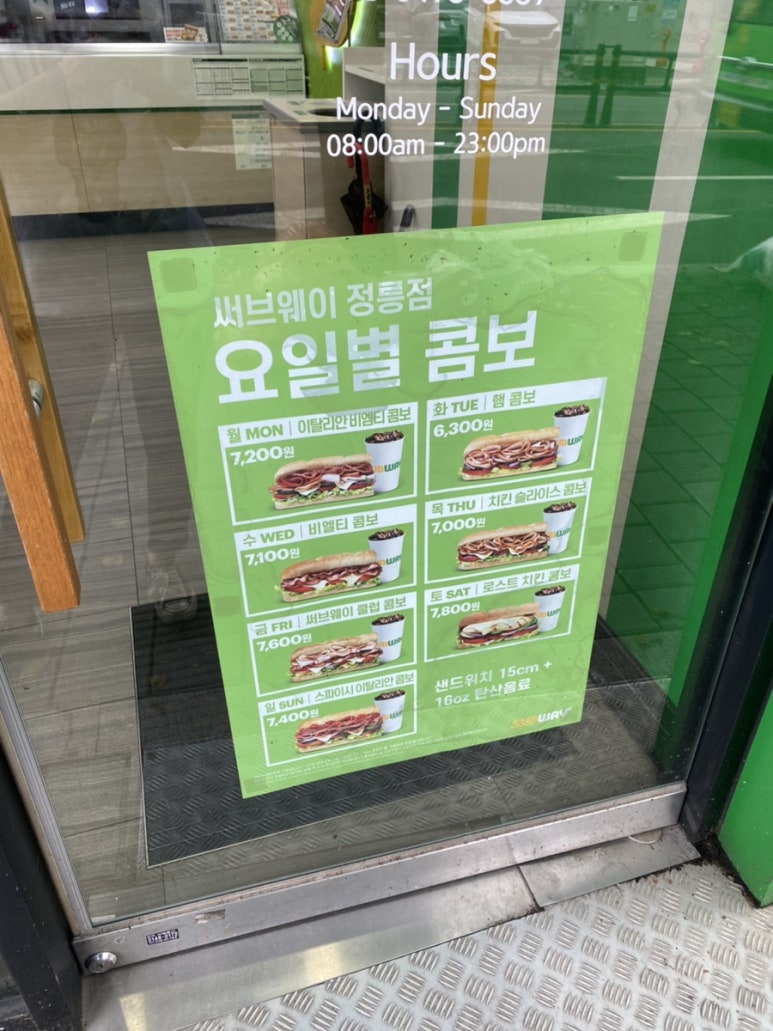 Hours
Monday - Sunday
08:00am - 23:00pm
써브웨이 정릉점
요일별 콤보
월 MON | 이탈리안 비엠티 콤보
7,200원
화 TUE | 햄 콤보
6,300원
수 WED | 비엘티 콤보
7,100원
목 THU | 치킨 슬라이스 콤보
7,000원
금 FRI | 써브웨이 클럽 콤보
7,600원
토 SAT | 로스트 치킨 콤보
7,800원
일 SUN | 스파이시 이탈리안 콤보
7,400원
샌드위치 15cm +
16oz 탄산음료
SUBWAY